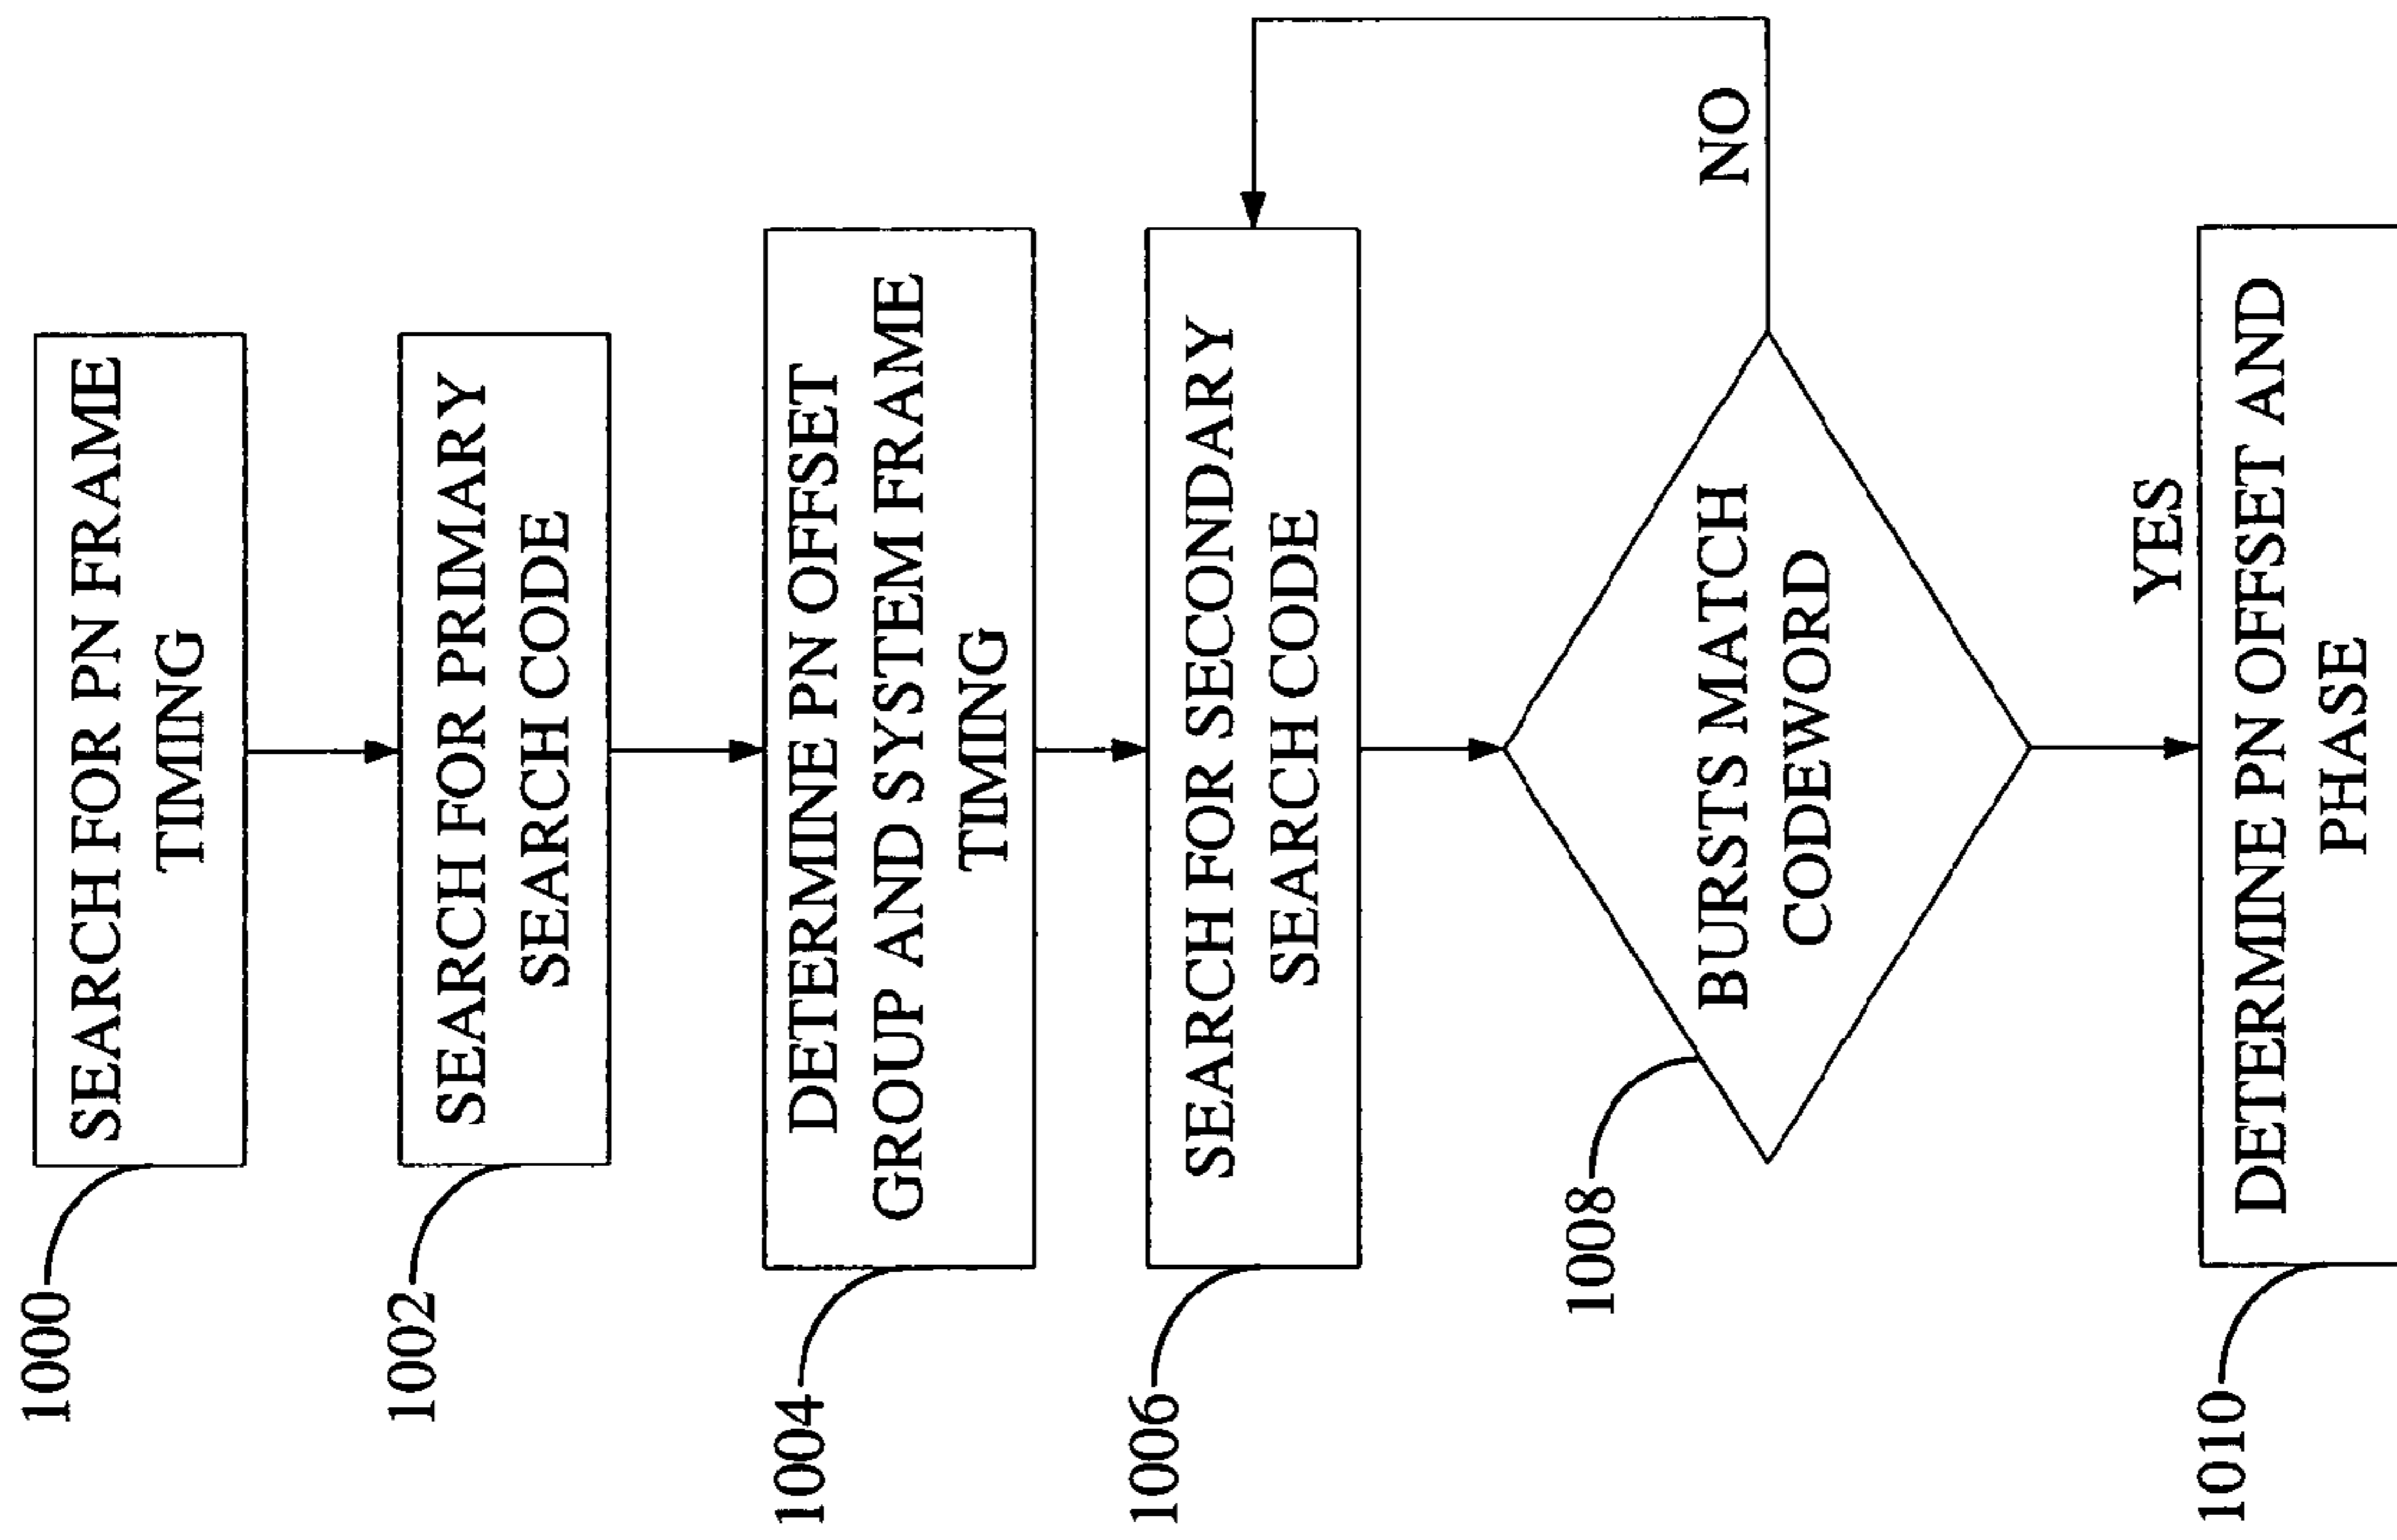 1000
SEARCH FOR PN FRAME
TIMING
1002
SEARCH FOR PRIMARY
SEARCH CODE
1004
DETERMINE PN OFFSET
GROUP AND SYSTEM FRAME
TIMING
1006
SEARCH FOR SECONDARY
SEARCH CODE
1008
BURSTS MATCH
CODEWORD
NO
YES
1010
DETERMINE PN OFFSET AND
PHASE